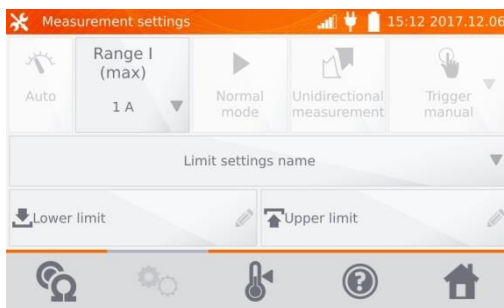 Measurement settings
15:12 2017.12.06
Auto
Range I
(max)
1 A
Normal
mode
Unidirectional
measurement
Trigger
manual
Limit settings name
Lower limit
Upper limit